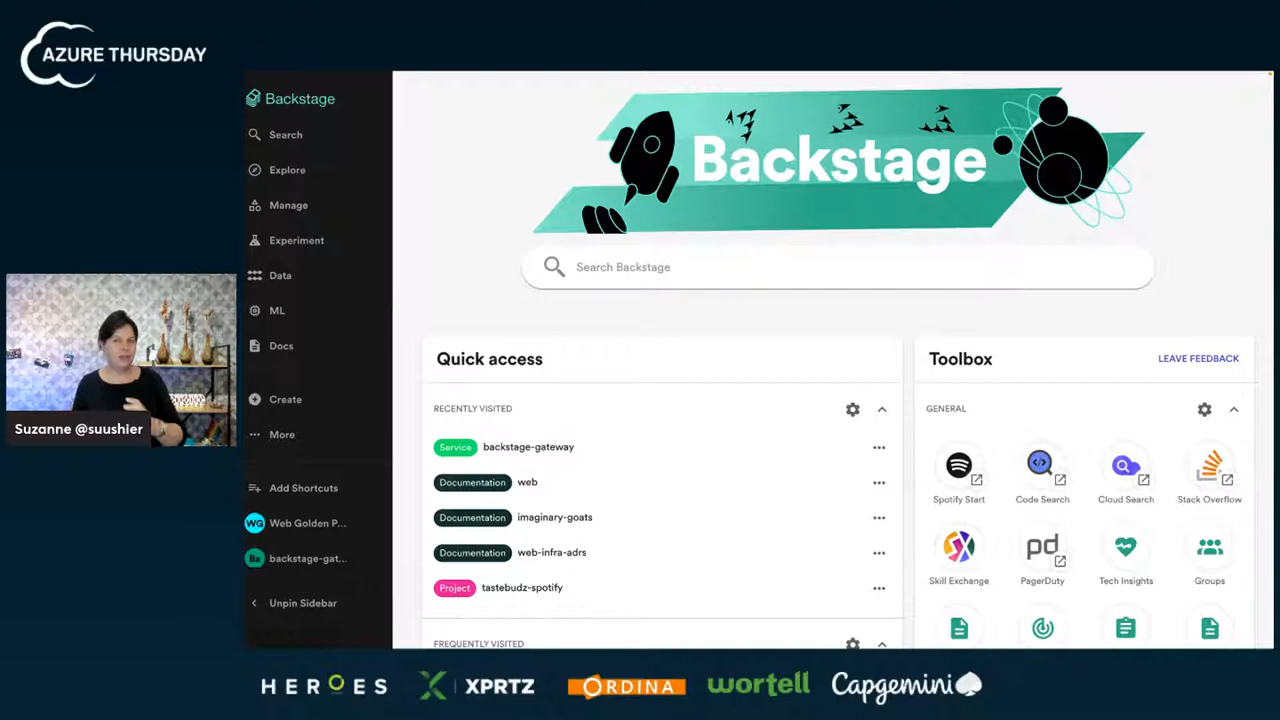 AZURE THURSDAY
Backstage
Search
Explore
Manage
Experiment
Data
ML
Docs
Create
More
Add Shortcuts
WG Web Golden P...
Ba backstage-gat...
Unpin Sidebar
Suzanne @suushier
Backstage
Search Backstage
Quick access
RECENTLY VISITED
Service backstage-gateway
Documentation web
Documentation imaginary-goats
Documentation web-infra-adrs
Project tastebudz-spotify
FREQUENTLY VISITED
Toolbox LEAVE FEEDBACK
GENERAL
Spotify Start Code Search Cloud Search Stack Overflow
pd
Skill Exchange PagerDuty Tech Insights Groups
HEROES XPRTZ ORDINA wortell Capgemini